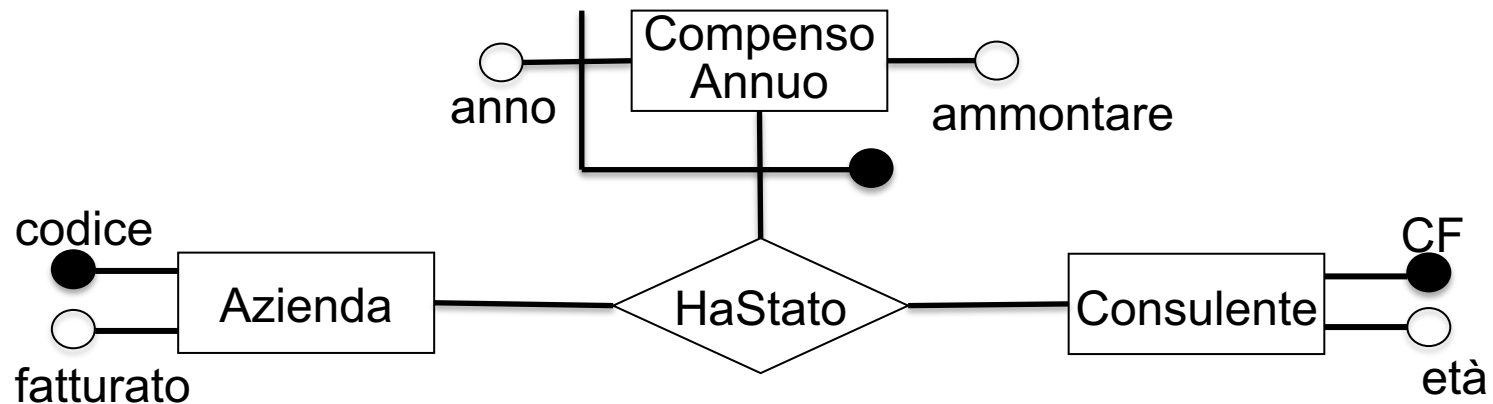 Compenso
Annuo
anno
ammontare
codice
CF
Azienda
HaStato
Consulente
fatturato
età